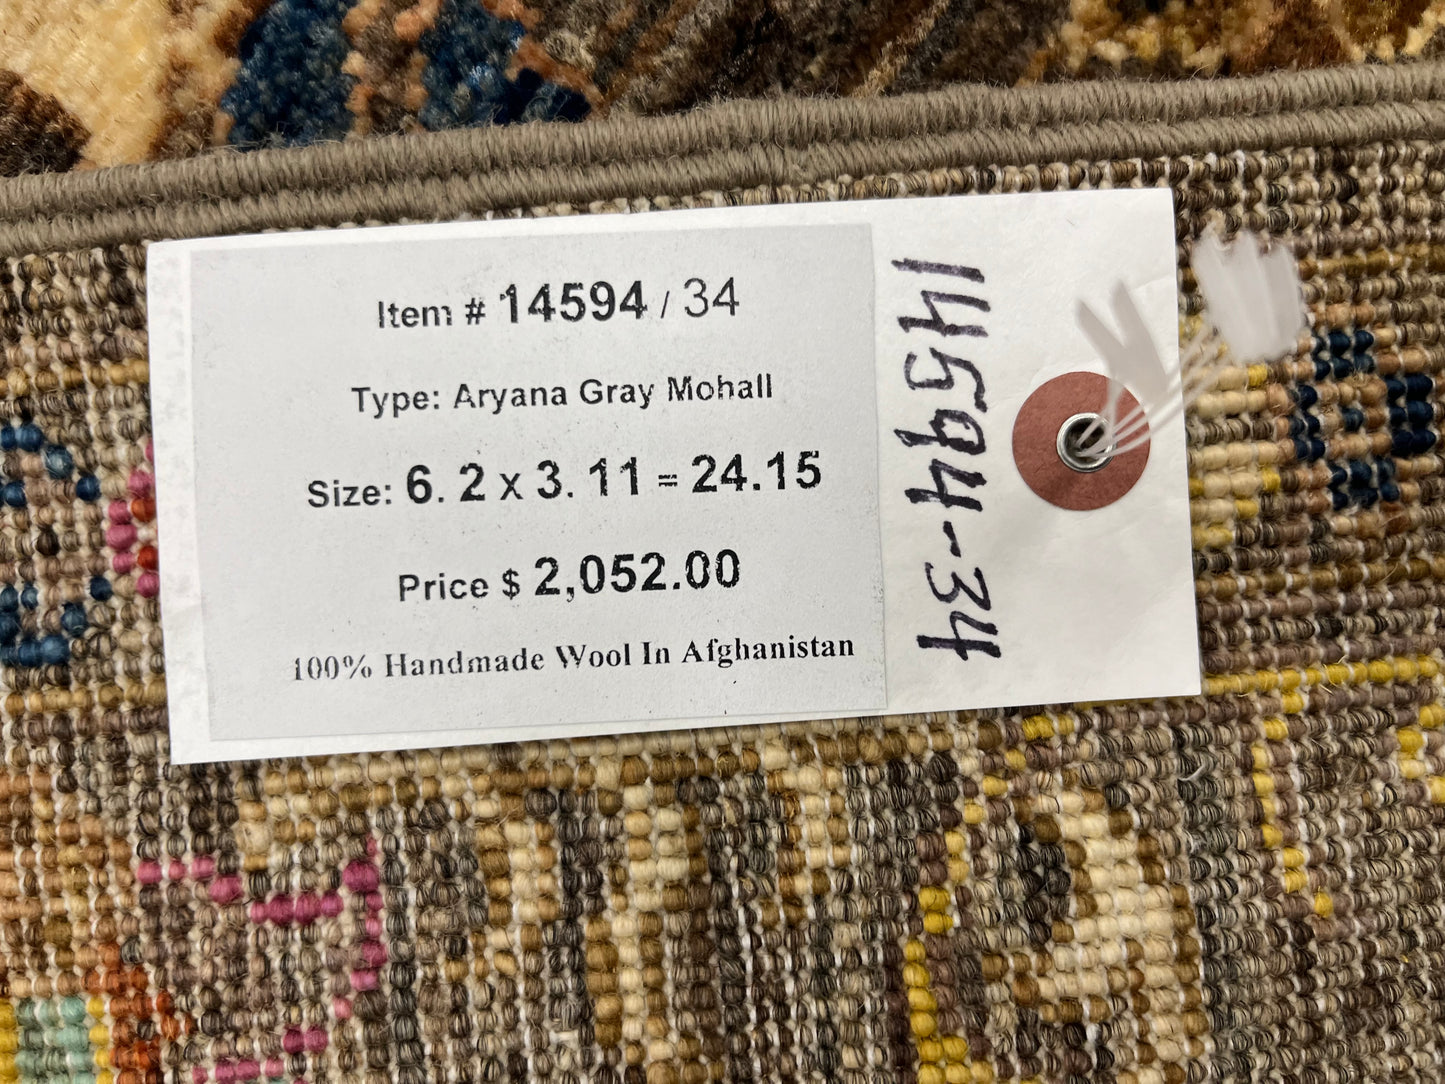 Item # 14594 / 34
Type: Aryana Gray Mohall
Size: 6. 2 x 3. 11 = 24.15
Price $ 2,052.00
100% Handmade Wool In Afghanistan
14594-34